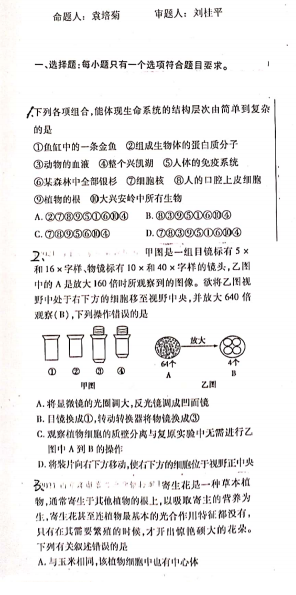 命题人：袁培菊 审题人：刘桂平
一、选择题：每小题只有一个选项符合题目要求。
1.下列各项组合，能体现生命系统的结构层次由简单到复杂
的是
①鱼缸中的一条金鱼 ②组成生物体的蛋白质分子
③动物的血液 ④整个兴凯湖 ⑤人体的免疫系统
⑥某森林中全部银杉 ⑦细胞核 ⑧人的口腔上皮细胞
⑨植物的根 ⑩大兴安岭中所有生物
A. ②⑦⑧⑨⑤①⑥⑩④ B. ⑧③⑨⑤①⑥⑩④
C. ⑦⑧⑨⑤⑥⑩④ D. ⑦⑧③⑨⑤①⑥⑩④
2、 甲图是一组目镜标有 5 ×
和 16 × 字样，物镜标有 10 × 和 40 × 字样的镜头，乙图
中的 A 是放大 160 倍时所观察到的图像。欲将乙图视
野中处于右下方的细胞移至视野中央，并放大 640 倍
观察(B)，下列操作错误的是
① ② ③ ④
放大
64个 4个
A B
甲图 乙图
A. 将显微镜的光圈调大，反光镜调成凹面镜
B. 目镜换成①，转动转换器将物镜换成③
C. 观察植物细胞的质壁分离与复原实验中无需进行乙
图中 A 到 B 的操作
D. 将装片向右下方移动，使右下方的细胞位于视野正中央
3、 寄生花是一种草本植
物，通常寄生于其他植物的根上，以吸取寄主的营养为
生，寄生花甚至连植物最基本的光合作用特征都没有，
只有在其需要繁殖的时候，才开出惊艳硕大的花朵。
下列有关叙述错误的是
A. 与玉米相同，该植物细胞中也有中心体